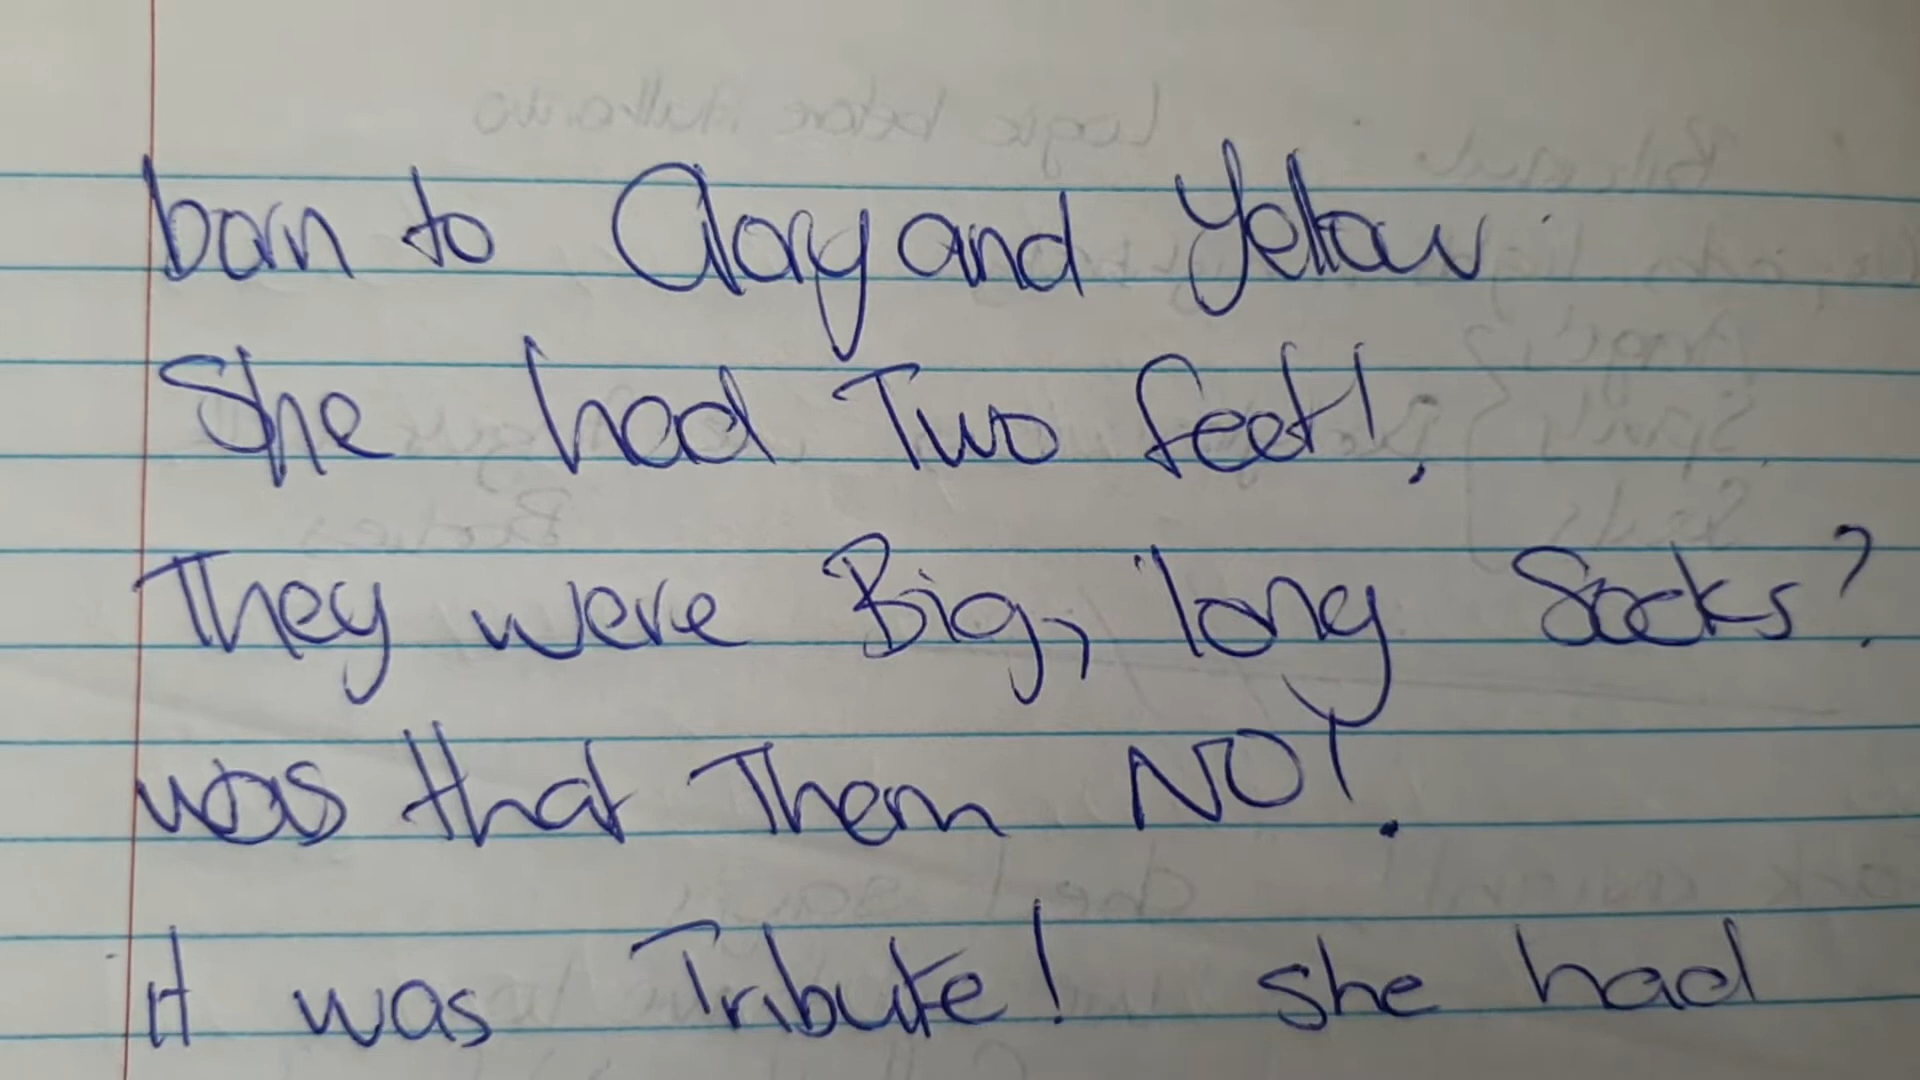 born to Glory and Yellow
She had Two feet!
They were Big, long Socks?
was that Them NO!
it was Tribute! She had